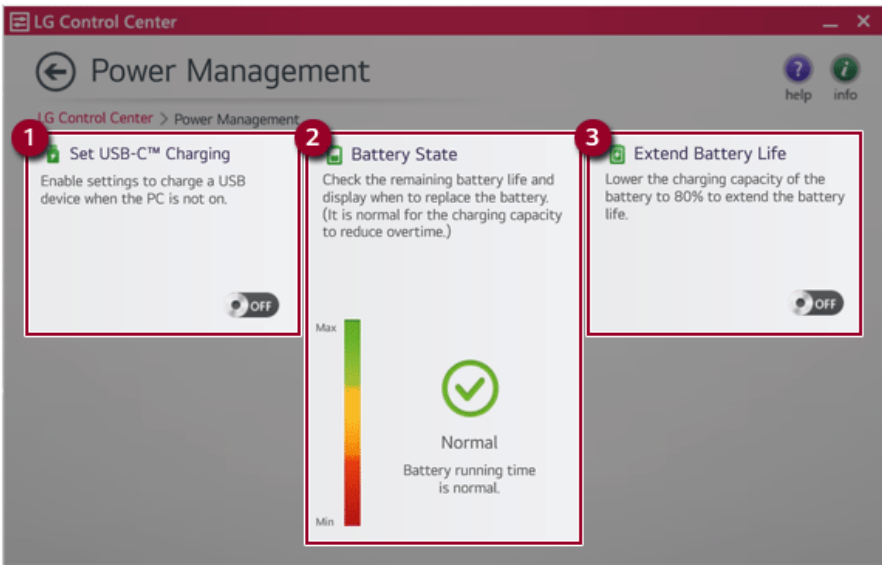 LG Control Center
Power Management
help
info
LG Control Center > Power Management
1
Set USB-C™ Charging
Enable settings to charge a USB
device when the PC is not on.
OFF
2
Battery State
Check the remaining battery life and
display when to replace the battery.
(It is normal for the charging capacity
to reduce overtime.)
Max
Normal
Battery running time
is normal.
Min
3
Extend Battery Life
Lower the charging capacity of the
battery to 80% to extend the battery
life.
OFF